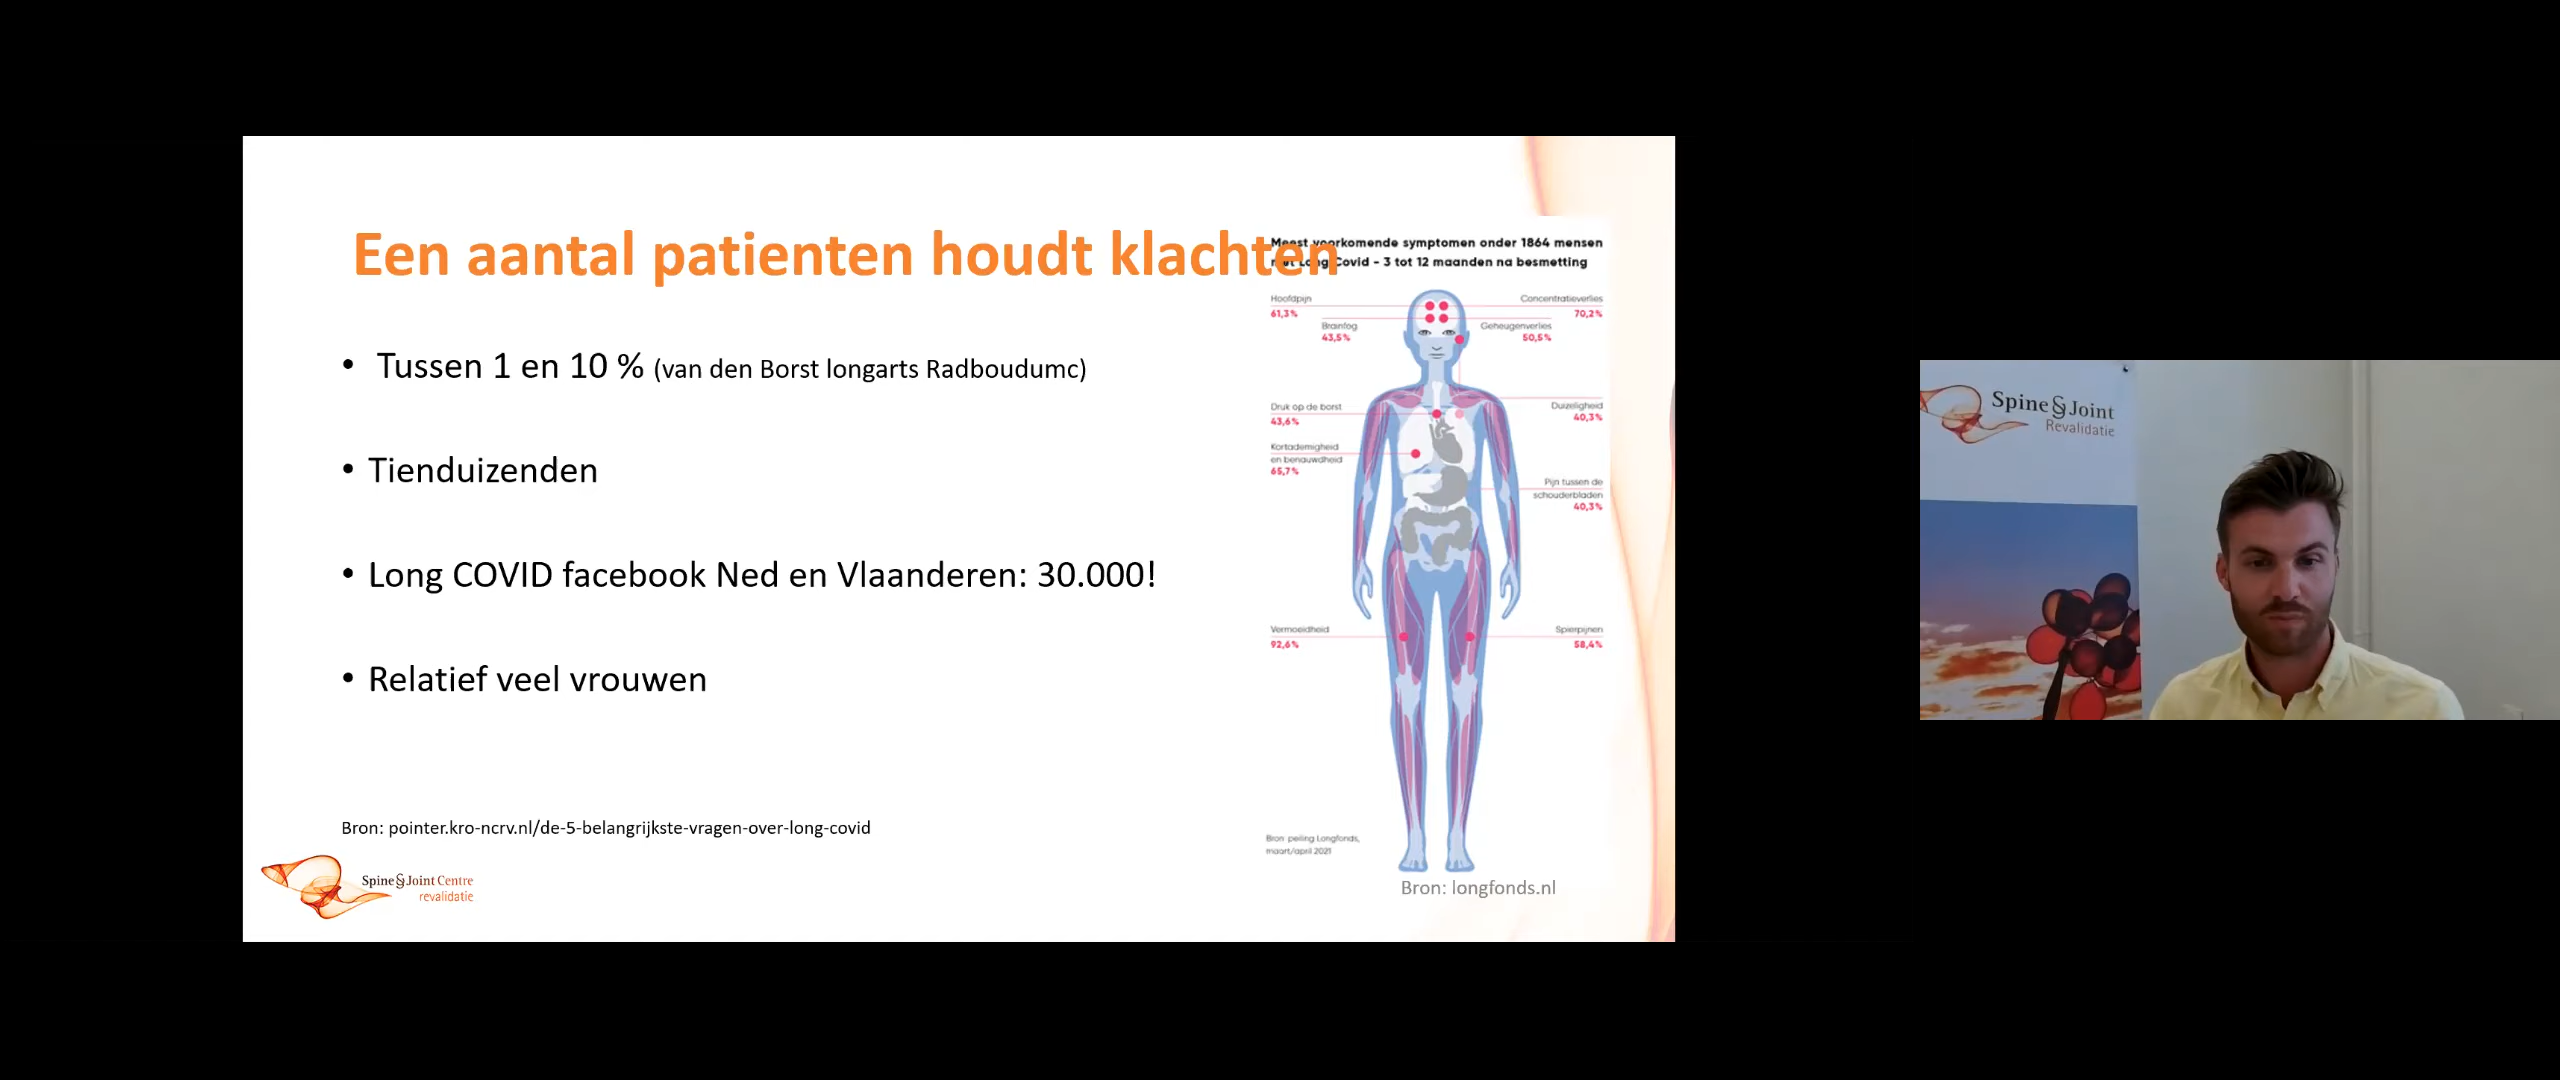 Een aantal patienten houdt klachten
• Tussen 1 en 10 % (van den Borst longarts Radboudumc)
• Tienduizenden
• Long COVID facebook Ned en Vlaanderen: 30.000!
• Relatief veel vrouwen
Bron: pointer.kro-ncrv.nl/de-5-belangrijkste-vragen-over-long-covid
Spine & Joint Centre
revalidatie
Meest voorkomende symptomen onder 1864 mensen
met Long Covid - 3 tot 12 maanden na besmetting
Hoofdpijn
61,3%
Brainfog
43,5%
Concentratieverlies
70,2%
Geheugenverlies
50,5%
Druk op de borst
43,6%
Kortademigheid
en benauwdheid
65,7%
Duizeligheid
40,3%
Pijn tussen de
schouderbladen
40,3%
Vermoeidheid
92,6%
Spierpijnen
58,4%
Bron: peiling Longfonds,
maart/april 2021
Bron: longfonds.nl
Spine & Joint
Revalidatie